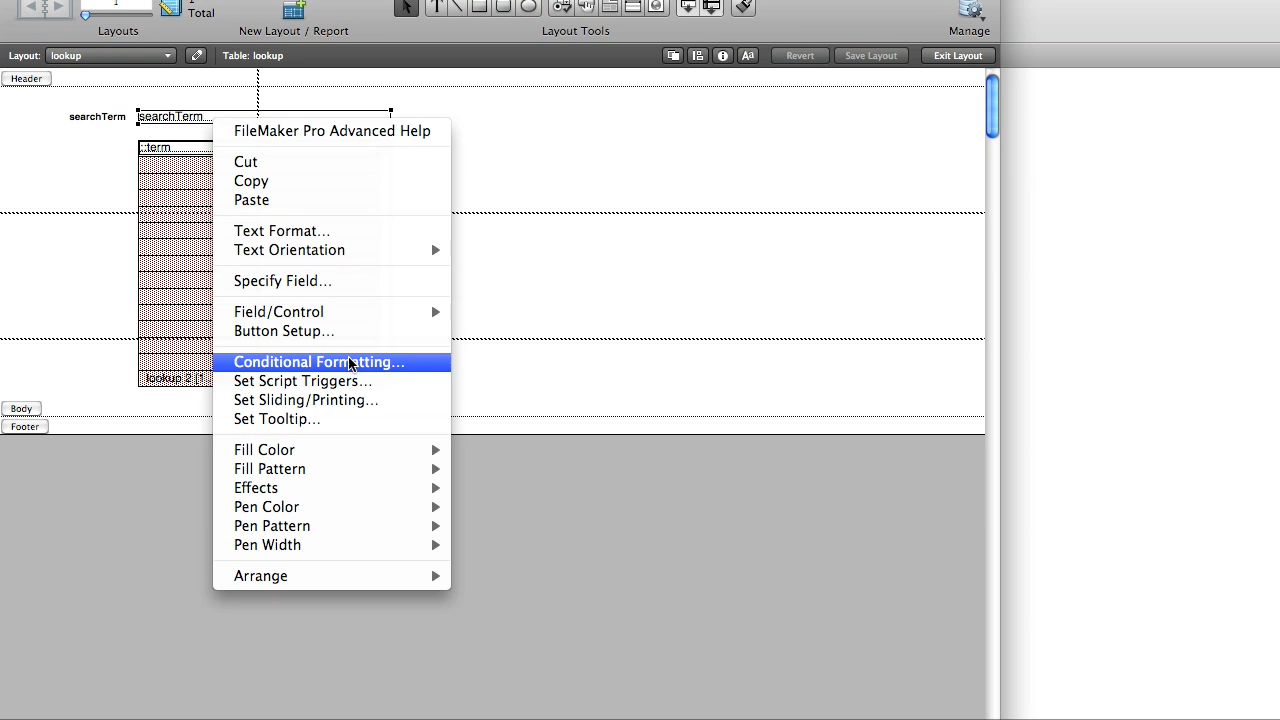 1
1
Total
Layouts
New Layout / Report
Layout Tools
Manage
Layout: lookup
Table: lookup
Aa
Revert
Save Layout
Exit Layout
Header
searchTerm
searchTerm
::term
FileMaker Pro Advanced Help
Cut
Copy
Paste
Text Format...
Text Orientation
Specify Field...
Field/Control
Button Setup...
Conditional Formatting...
Set Script Triggers...
Set Sliding/Printing...
Set Tooltip...
Fill Color
Fill Pattern
Effects
Pen Color
Pen Pattern
Pen Width
Arrange
Body
Footer